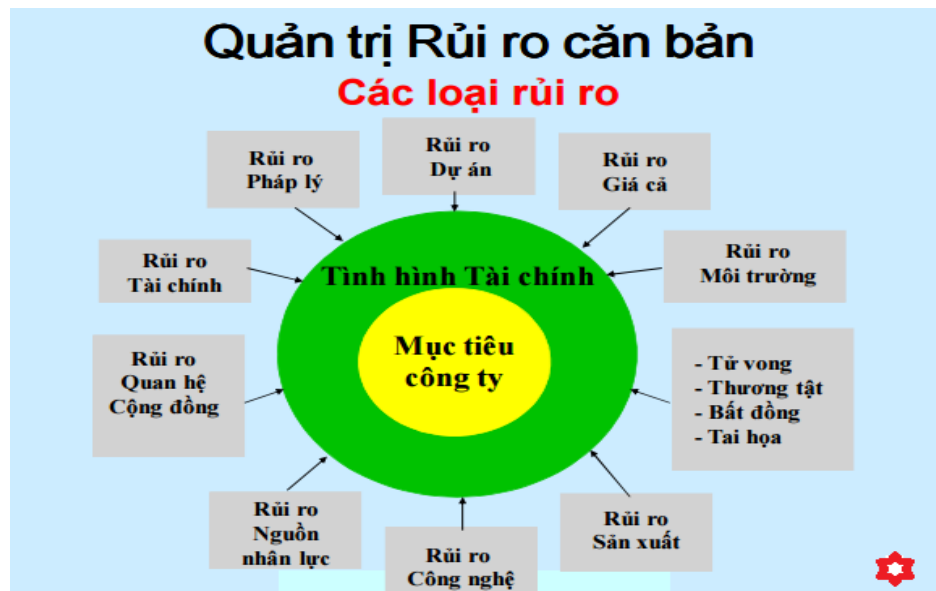 Quản trị Rủi ro căn bản
Các loại rủi ro
Rủi ro
Pháp lý
Rủi ro
Dự án
Rủi ro
Giá cả
Rủi ro
Tài chính
Tình hình Tài chính
Rủi ro
Môi trường
Mục tiêu
công ty
Rủi ro
Quan hệ
Cộng đồng
- Tử vong
- Thương tật
- Bất đồng
- Tai họa
Rủi ro
Nguồn
nhân lực
Rủi ro
Công nghệ
Rủi ro
Sản xuất